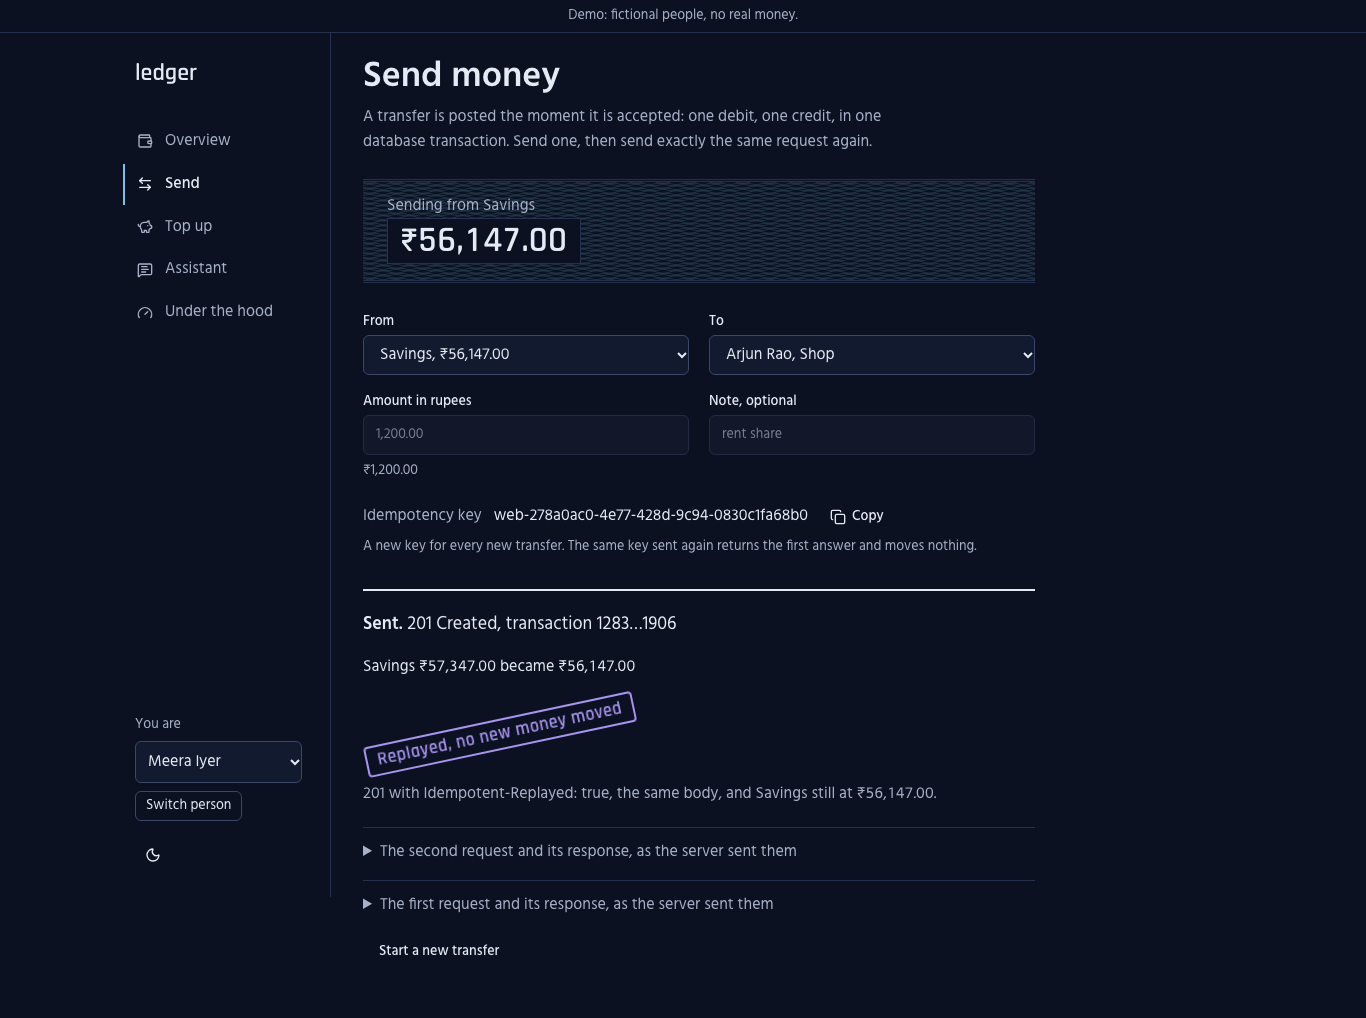 Demo: fictional people, no real money.
ledger
Overview
Send
Top up
Assistant
Under the hood
You are
Meera Iyer
Switch person
Send money
A transfer is posted the moment it is accepted: one debit, one credit, in one
database transaction. Send one, then send exactly the same request again.
Sending from Savings
₹56,147.00
From
To
Savings, ₹56,147.00
Arjun Rao, Shop
Amount in rupees
Note, optional
1,200.00
rent share
₹1,200.00
Idempotency key web-278a0ac0-4e77-428d-9c94-0830c1fa68b0 Copy
A new key for every new transfer. The same key sent again returns the first answer and moves nothing.
Sent. 201 Created, transaction 1283…1906
Savings ₹57,347.00 became ₹56,147.00
Replayed, no new money moved
201 with Idempotent-Replayed: true, the same body, and Savings still at ₹56,147.00.
The second request and its response, as the server sent them
The first request and its response, as the server sent them
Start a new transfer